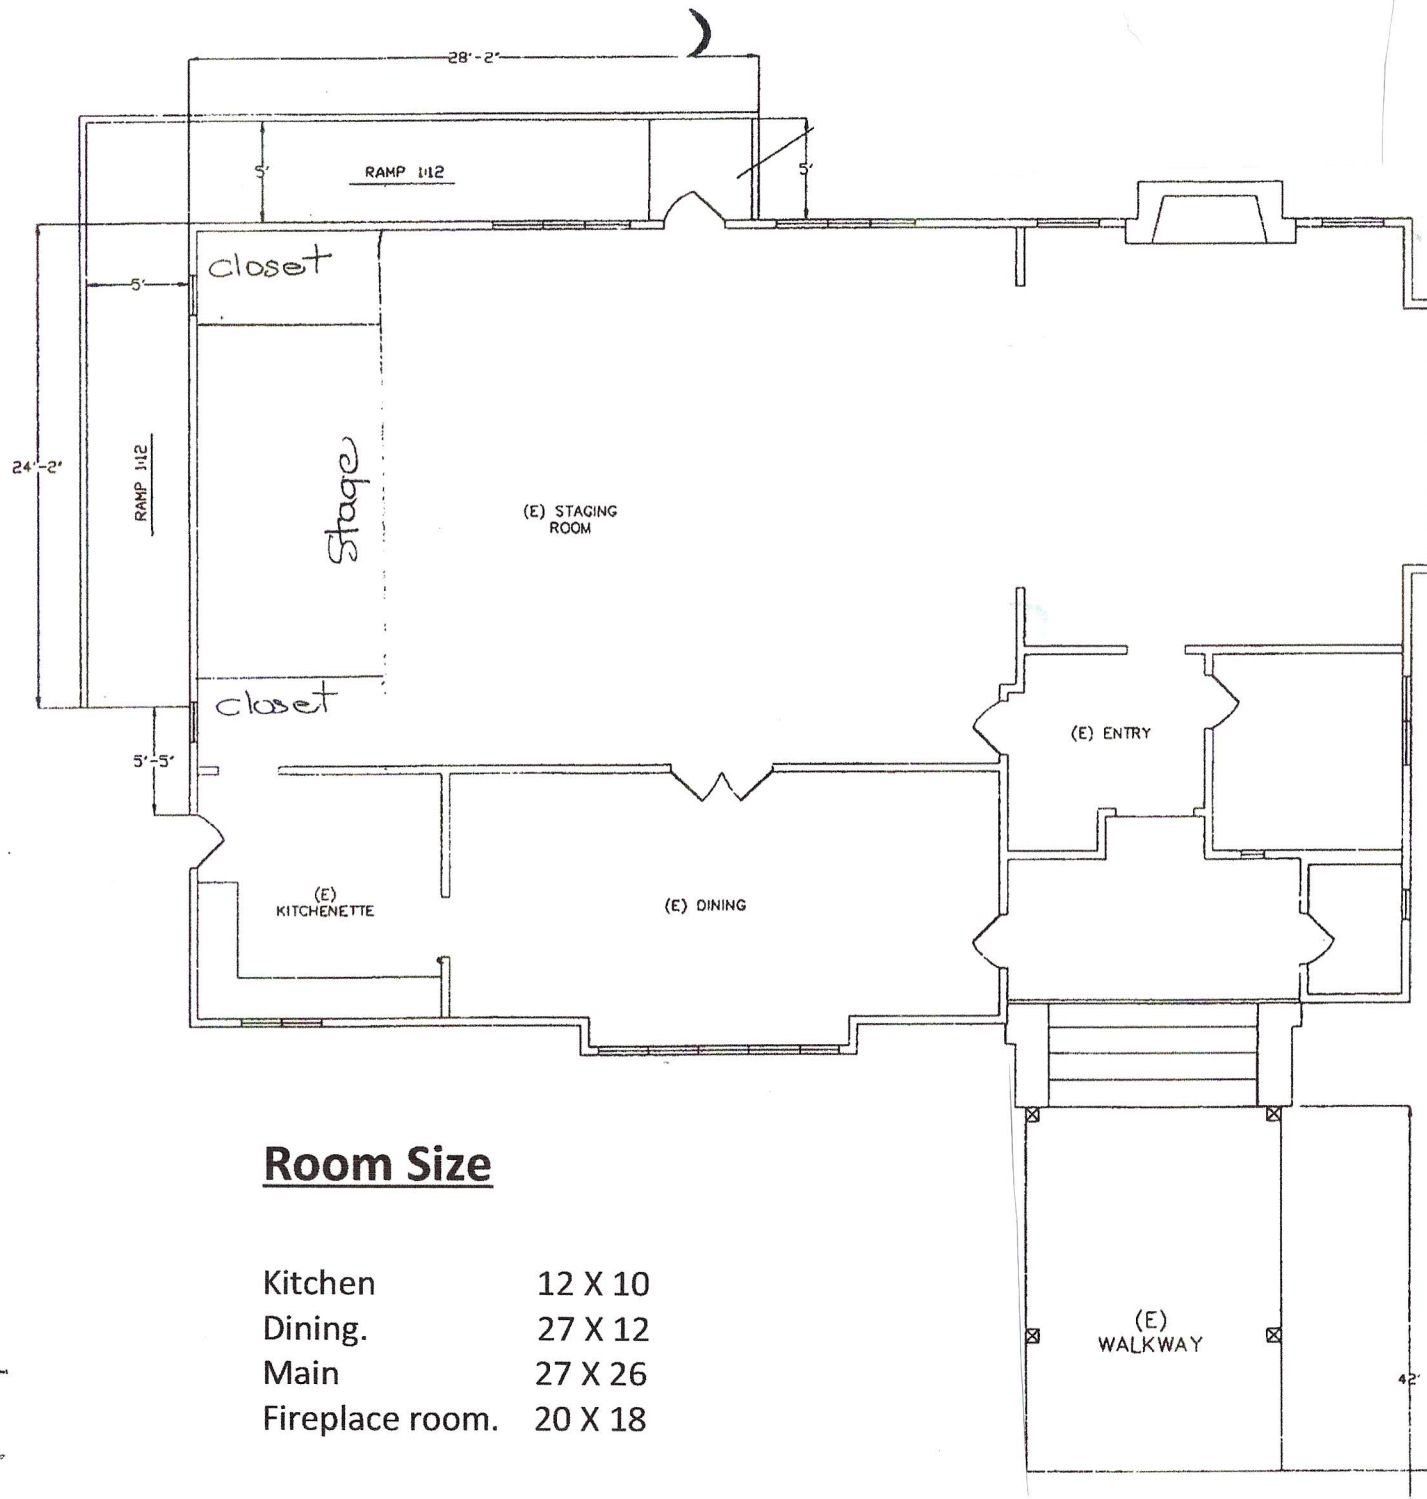 28'-2"
5'
RAMP 1:12
5'
closet
5'
RAMP 1:12
24'-2"
Stage
(E) STAGING
ROOM
closet
(E) ENTRY
5'-5"
(E)
KITCHENETTE
(E) DINING
Room Size
Kitchen 12 X 10
Dining. 27 X 12
Main 27 X 26
Fireplace room. 20 X 18
(E)
WALKWAY
42'